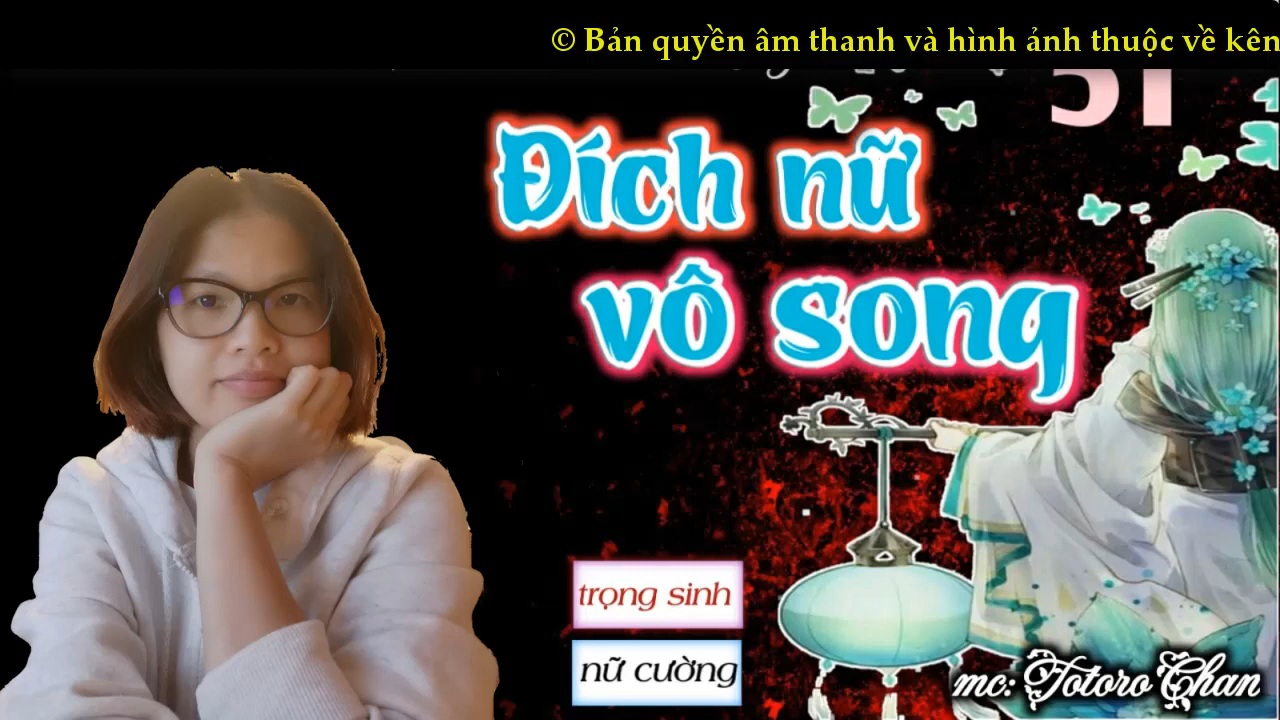 © Bản quyền âm thanh và hình ảnh thuộc về kên
51
Đích nữ
vô song
trọng sinh
nữ cường
mc: Totoro Chan